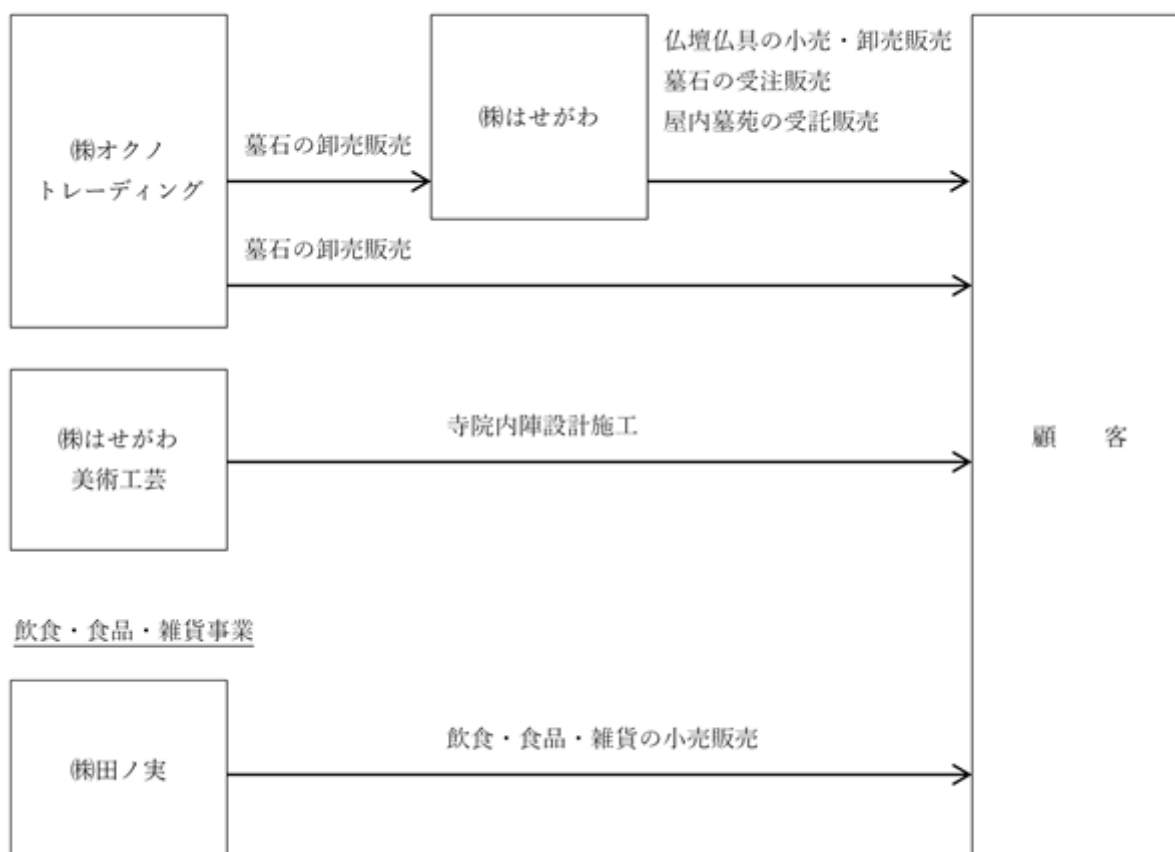 ㈱オクノ
トレーディング
墓石の卸売販売
㈱はせがわ
仏壇仏具の小売・卸売販売
墓石の受注販売
屋内墓苑の受託販売
墓石の卸売販売
㈱はせがわ
美術工芸
寺院内陣設計施工
顧　　客
飲食・食品・雑貨事業
㈱田ノ実
飲食・食品・雑貨の小売販売